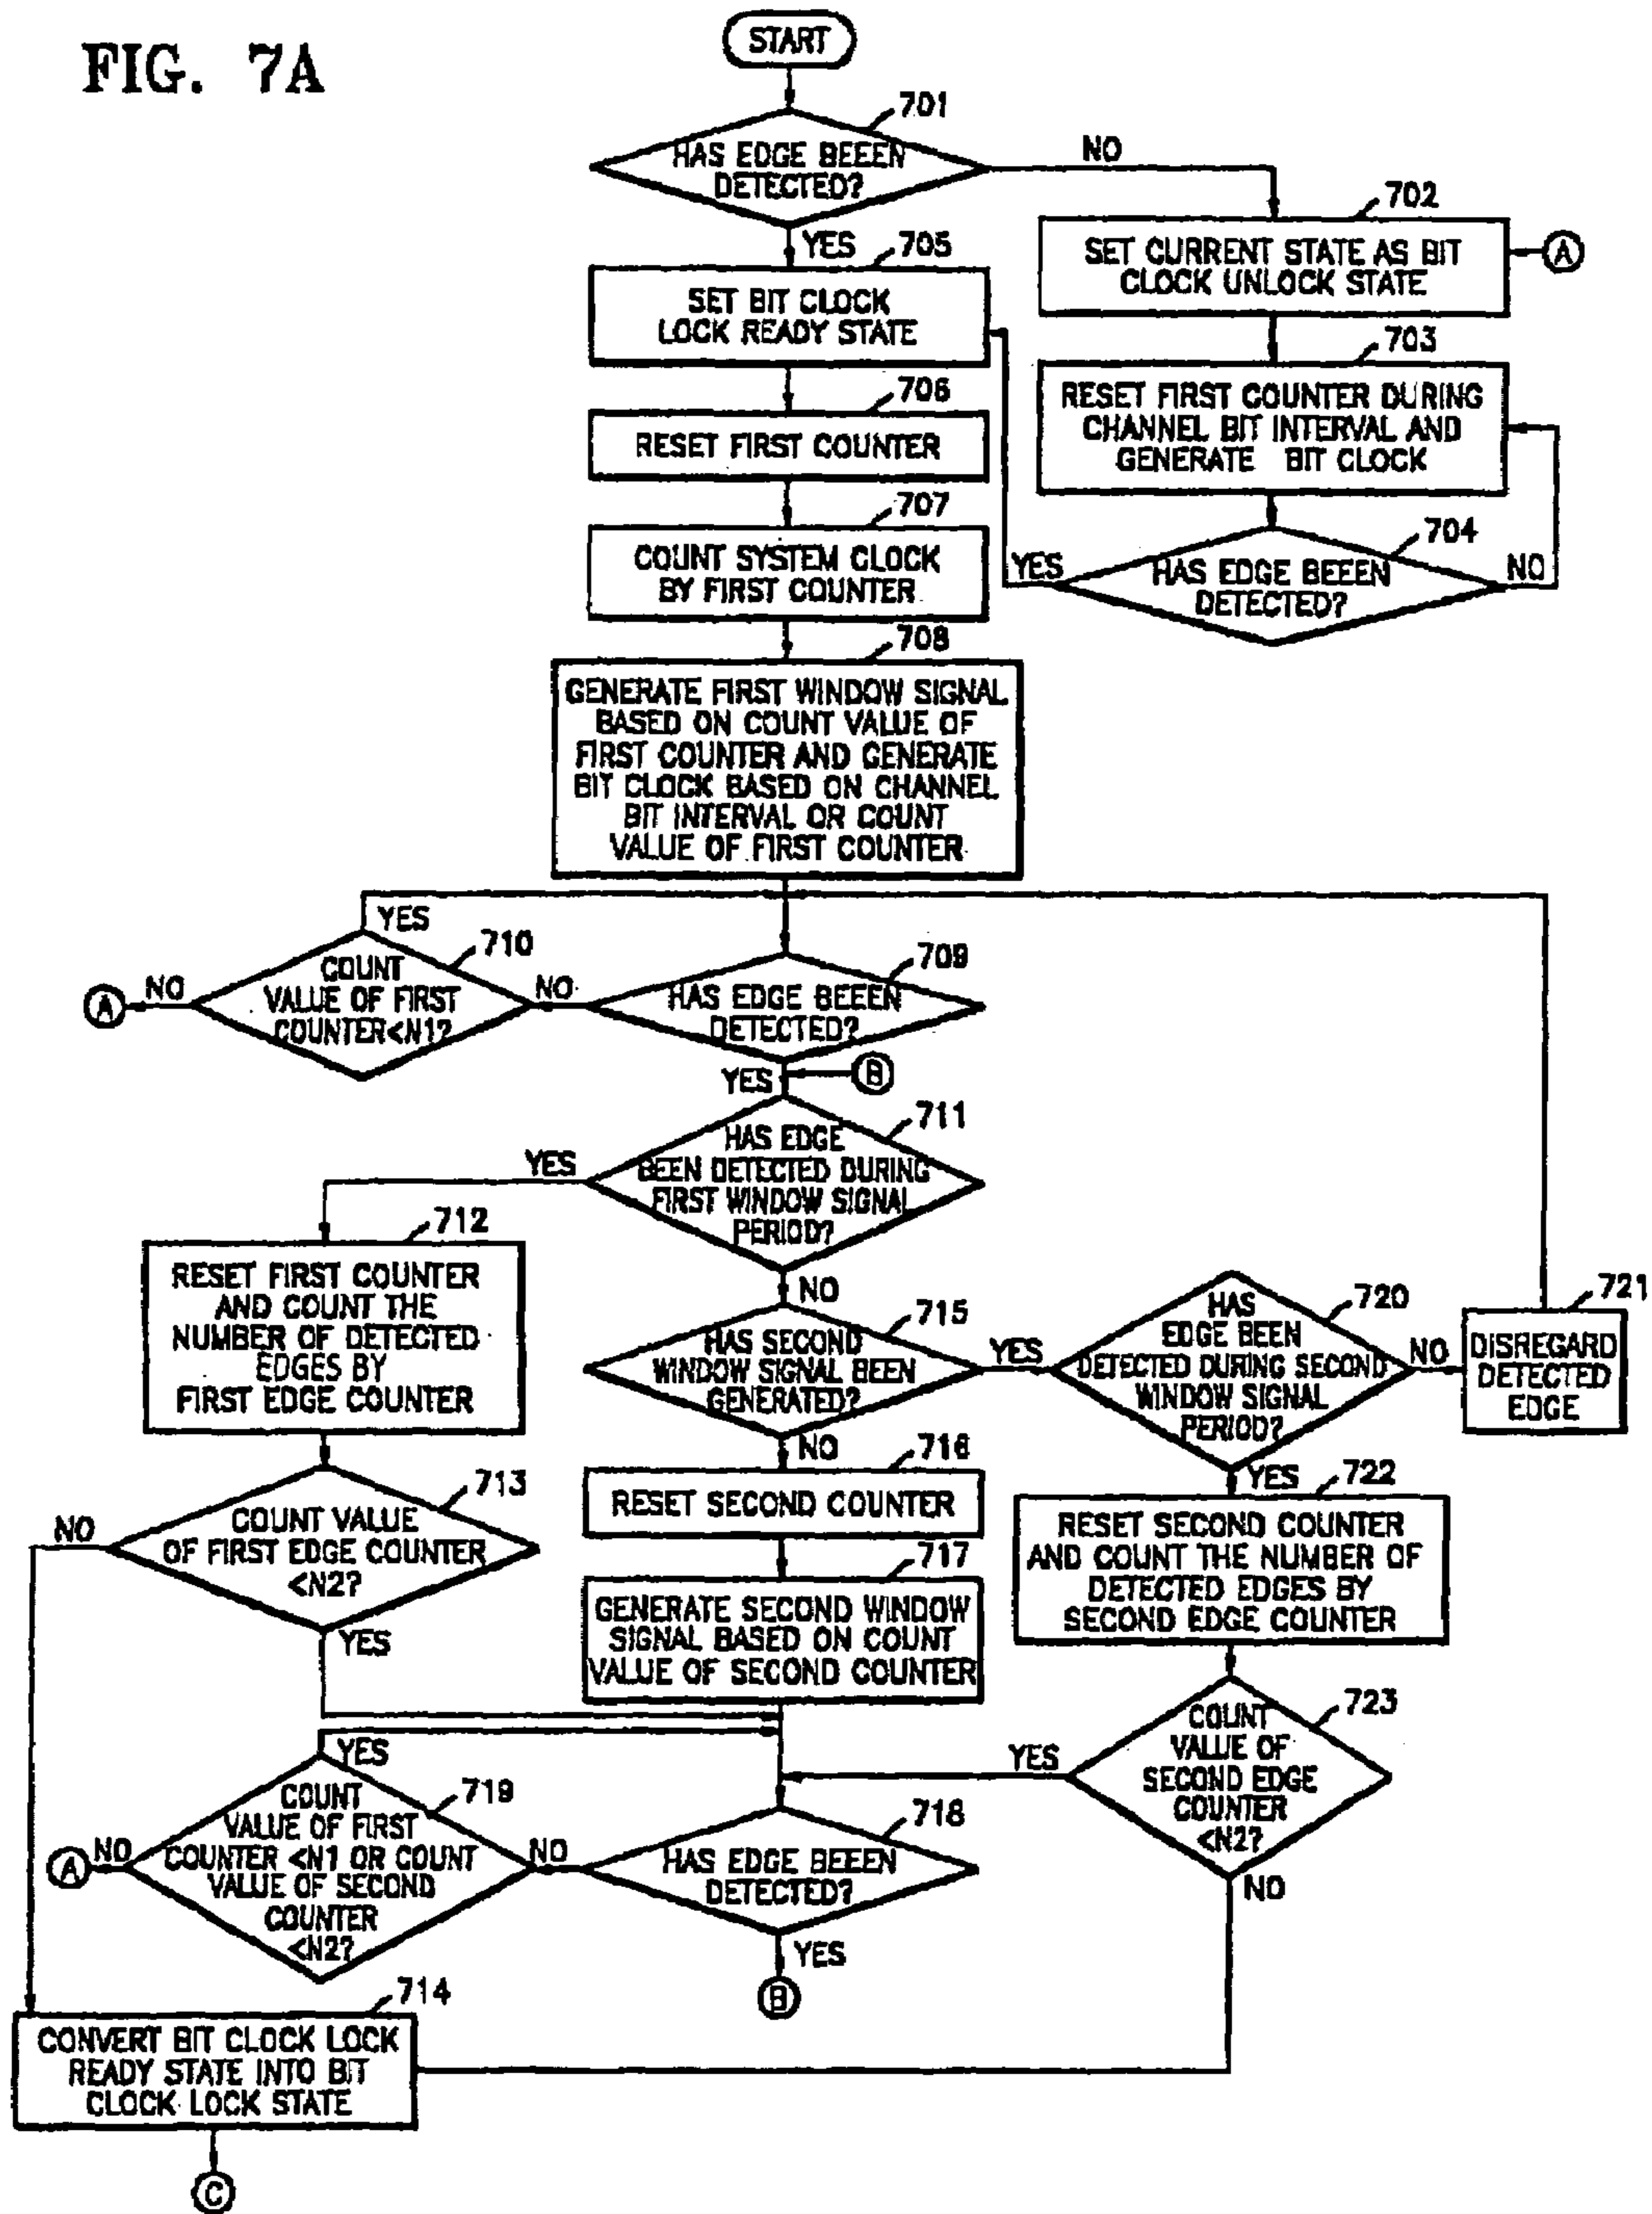 FIG. 7A
START
701
HAS EDGE BEEEN
DETECTED?
NO
YES
702
SET CURRENT STATE AS BIT
CLOCK UNLOCK STATE
A
703
RESET FIRST COUNTER DURING
CHANNEL BIT INTERVAL AND
GENERATE BIT CLOCK
704
HAS EDGE BEEEN
DETECTED?
YES
NO
705
SET BIT CLOCK
LOCK READY STATE
706
RESET FIRST COUNTER
707
COUNT SYSTEM CLOCK
BY FIRST COUNTER
708
GENERATE FIRST WINDOW SIGNAL
BASED ON COUNT VALUE OF
FIRST COUNTER AND GENERATE
BIT CLOCK BASED ON CHANNEL
BIT INTERVAL OR COUNT
VALUE OF FIRST COUNTER
YES
710
COUNT
VALUE OF FIRST
COUNTER<N1?
NO
A
NO
709
HAS EDGE BEEEN
DETECTED?
YES
B
711
HAS EDGE
BEEN DETECTED DURING
FIRST WINDOW SIGNAL
PERIOD?
YES
NO
712
RESET FIRST COUNTER
AND COUNT THE
NUMBER OF DETECTED
EDGES BY
FIRST EDGE COUNTER
715
HAS SECOND
WINDOW SIGNAL BEEN
GENERATED?
YES
NO
720
HAS
EDGE BEEN
DETECTED DURING SECOND
WINDOW SIGNAL
PERIOD?
NO
YES
721
DISREGARD
DETECTED
EDGE
713
COUNT VALUE
OF FIRST EDGE COUNTER
<N2?
NO
YES
716
RESET SECOND COUNTER
717
GENERATE SECOND WINDOW
SIGNAL BASED ON COUNT
VALUE OF SECOND COUNTER
722
RESET SECOND COUNTER
AND COUNT THE NUMBER OF
DETECTED EDGES BY
SECOND EDGE COUNTER
723
COUNT
VALUE OF
SECOND EDGE
COUNTER
<N2?
YES
NO
YES
719
COUNT
VALUE OF FIRST
COUNTER <N1 OR COUNT
VALUE OF SECOND
COUNTER
<N2?
NO
A
NO
718
HAS EDGE BEEEN
DETECTED?
YES
B
714
CONVERT BIT CLOCK LOCK
READY STATE INTO BIT
CLOCK LOCK STATE
C